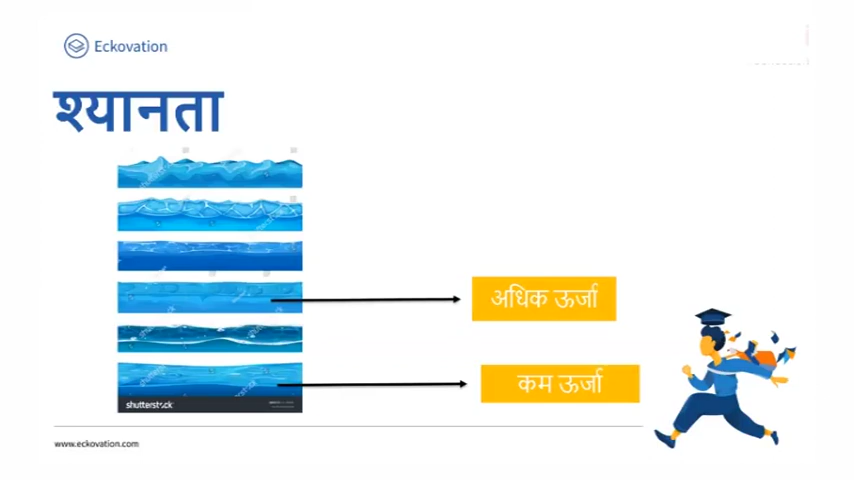 Eckovation
श्यानता
अधिक ऊर्जा
कम ऊर्जा
shutterstock
www.eckovation.com